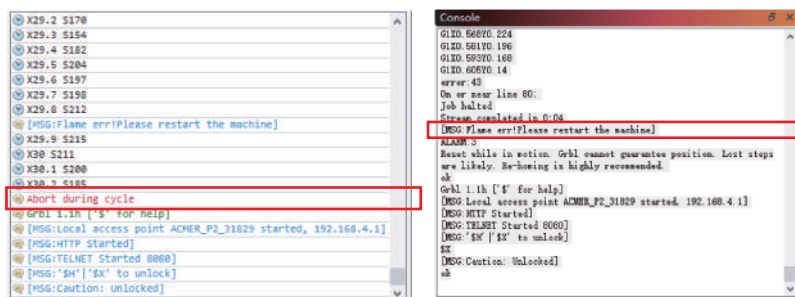 X29.2 S170
X29.3 S154
X29.4 S182
X29.5 S204
X29.6 S197
X29.7 S198
X29.8 S212
[MSG:Flame err!Please restart the machine]
X29.9 S215
X30 S211
X30.1 S200
X30.2 S185
Abort during cycle
Grbl 1.1h ['$' for help]
[MSG:Local access point ACMER_P2_31829 started, 192.168.4.1]
[MSG:HTTP Started]
[MSG:TELNET Started 8080]
[MSG:'$H'|'$X' to unlock]
[MSG:Caution: Unlocked]
Console
G1X0.568Y0.224
G1X0.581Y0.196
G1X0.593Y0.168
G1X0.605Y0.14
error:43
On or near line 80:
Job halted
Stream completed in 0:04
[MSG:Flame err!Please restart the machine]
ALARM:3
Reset while in motion. Grbl cannot guarantee position. Lost steps
are likely. Re-homing is highly recommended.
ok
Grbl 1.1h ['$' for help]
[MSG:Local access point ACMER_P2_31829 started, 192.168.4.1]
[MSG:HTTP Started]
[MSG:TELNET Started 8080]
[MSG:'$H'|'$X' to unlock]
$X
[MSG:Caution: Unlocked]
ok